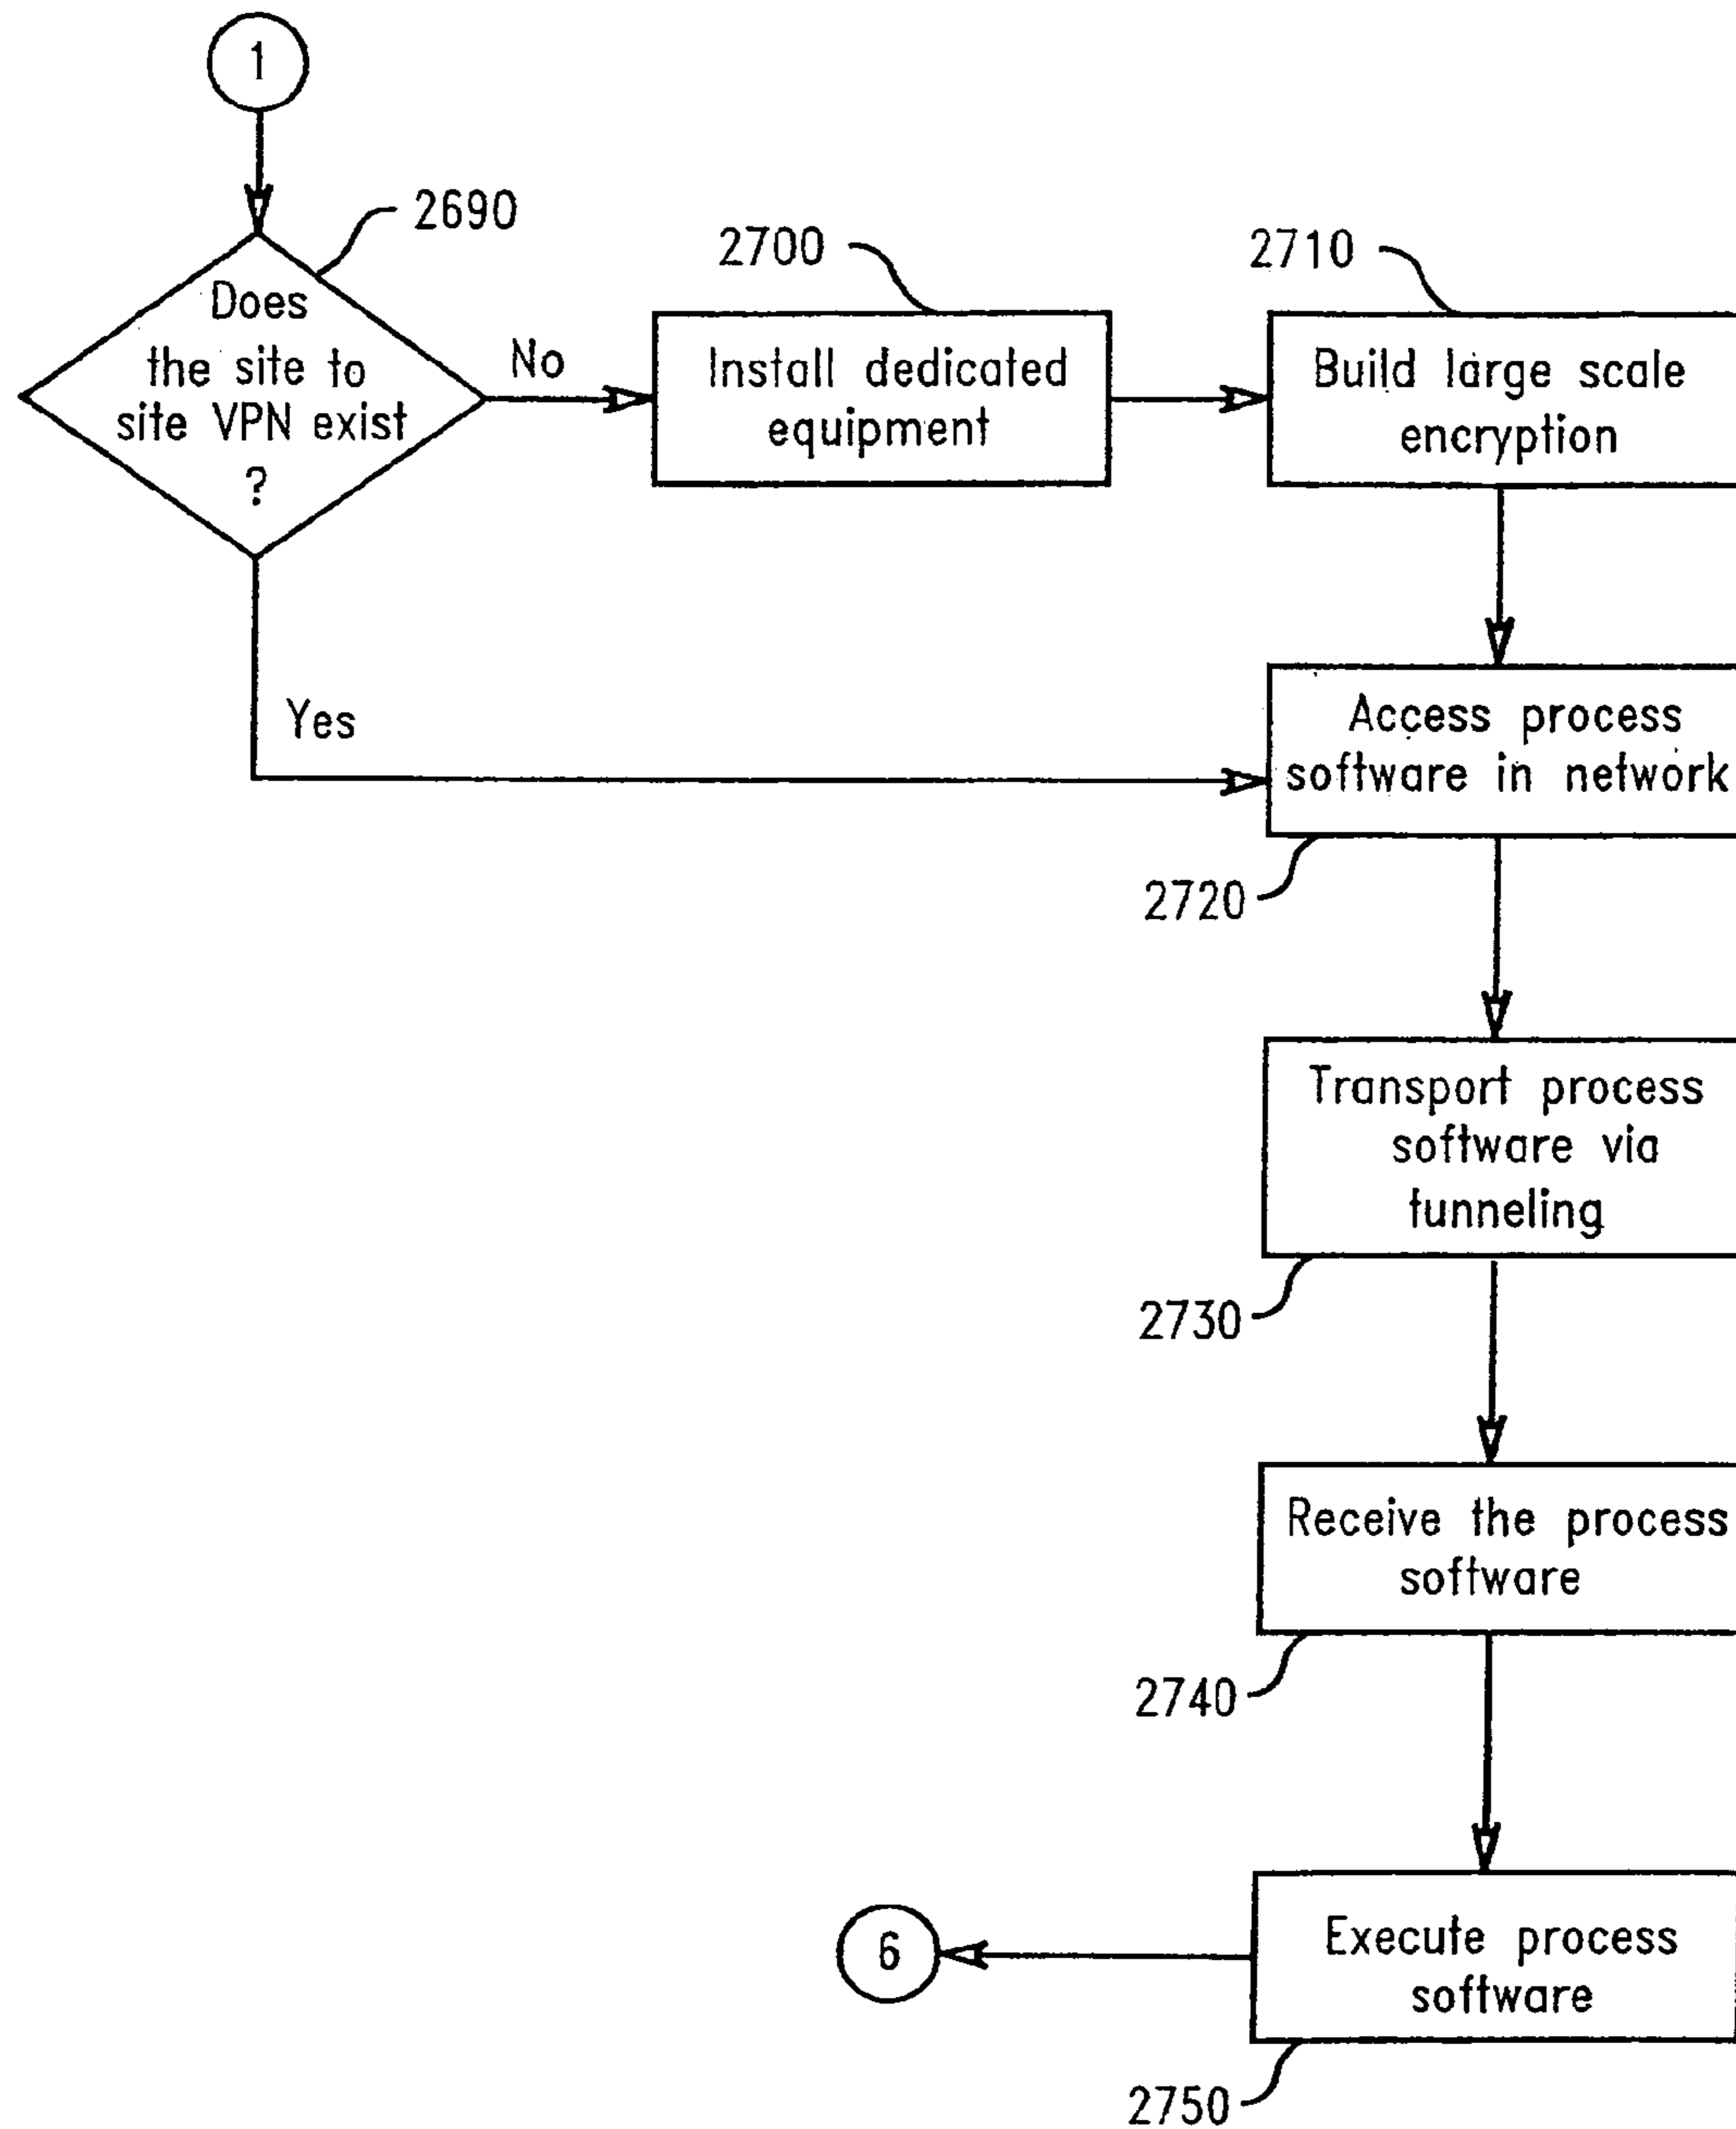 1
2690
Does
the site to
site VPN exist
?
No
2700
Install dedicated
equipment
2710
Build large scale
encryption
Yes
Access process
software in network
2720
Transport process
software via
tunneling
2730
Receive the process
software
2740
Execute process
software
6
2750